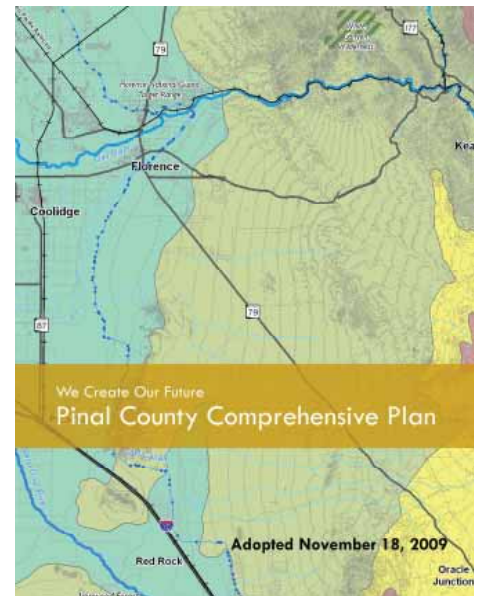 79
177
Florence
Coolidge
79
87
We Create Our Future
Pinal County Comprehensive Plan
Adopted November 18, 2009
Red Rock
Oracle
Junction